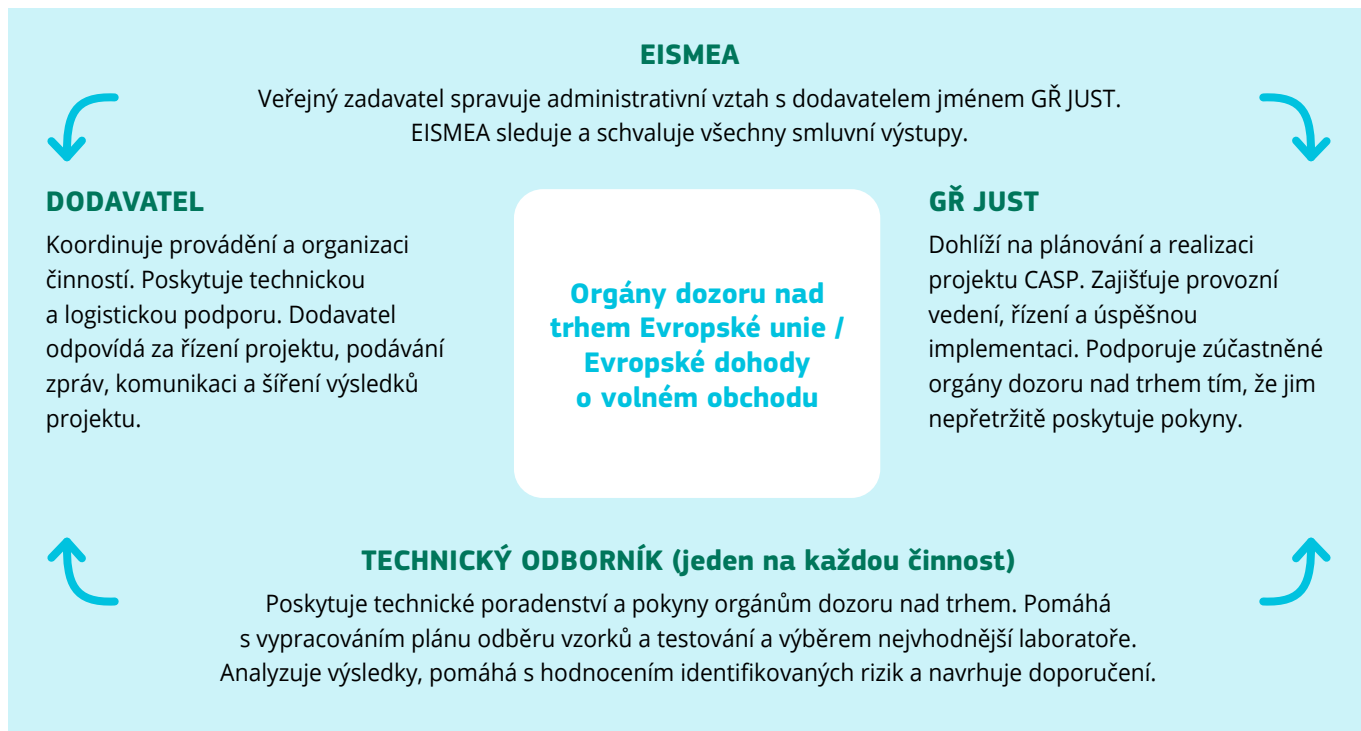 EISMEA
Veřejný zadavatel spravuje administrativní vztah s dodavatelem jménem GŘ JUST.
EISMEA sleduje a schvaluje všechny smluvní výstupy.
DODAVATEL
Koordinuje provádění a organizaci
činností. Poskytuje technickou
a logistickou podporu. Dodavatel
odpovídá za řízení projektu, podávání
zpráv, komunikaci a šíření výsledků
projektu.
Orgány dozoru nad
trhem Evropské unie /
Evropské dohody
o volném obchodu
GŘ JUST
Dohlíží na plánování a realizaci
projektu CASP. Zajišťuje provozní
vedení, řízení a úspěšnou
implementaci. Podporuje zúčastněné
orgány dozoru nad trhem tím, že jim
nepřetržitě poskytuje pokyny.
TECHNICKÝ ODBORNÍK (jeden na každou činnost)
Poskytuje technické poradenství a pokyny orgánům dozoru nad trhem. Pomáhá
s vypracováním plánu odběru vzorků a testování a výběrem nejvhodnější laboratoře.
Analyzuje výsledky, pomáhá s hodnocením identifikovaných rizik a navrhuje doporučení.